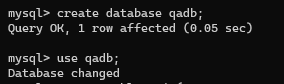 mysql> create database qadb;
Query OK, 1 row affected (0.05 sec)
mysql> use qadb;
Database changed